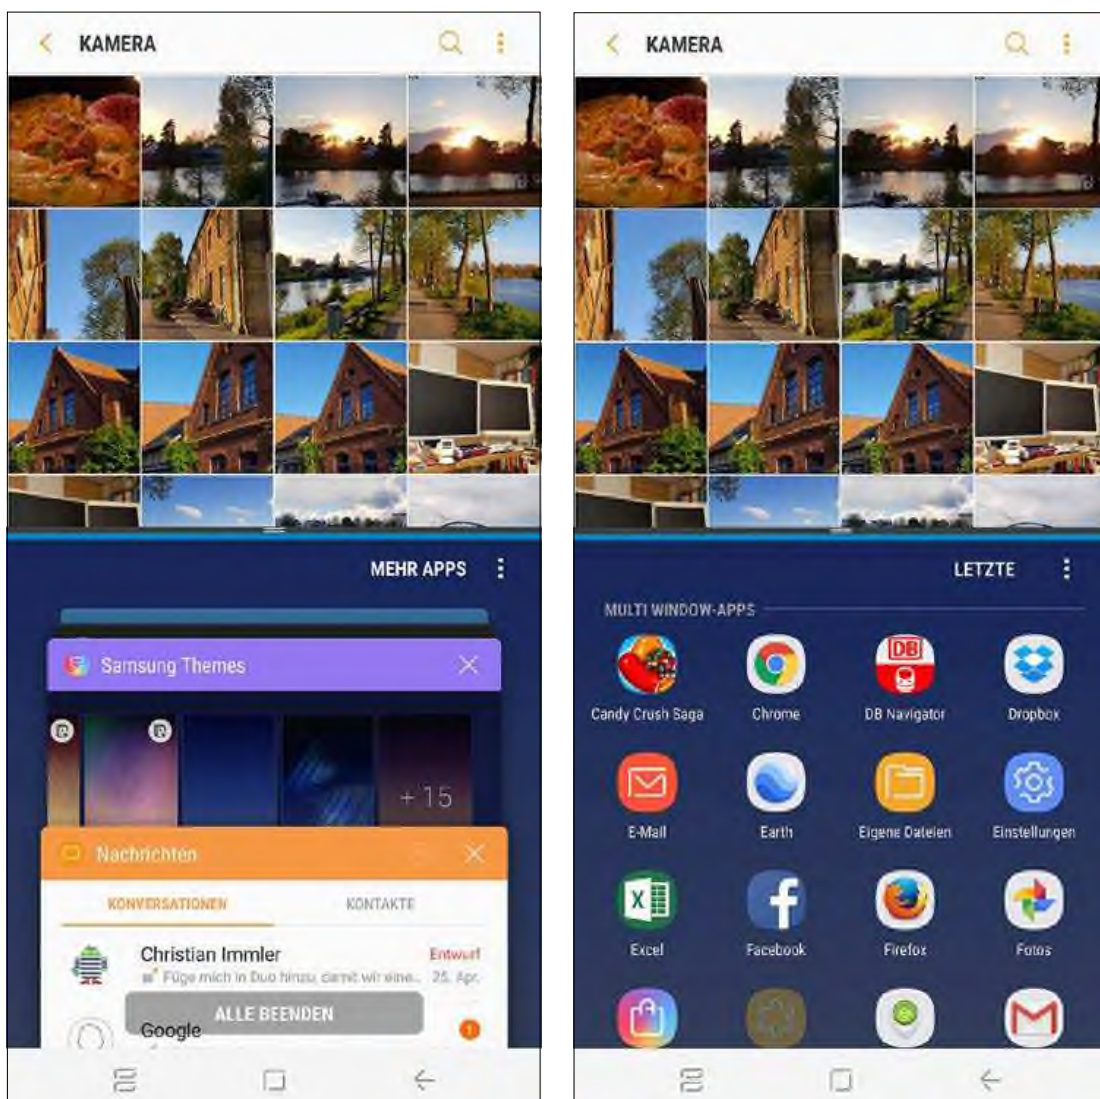 KAMERA
MEHR APPS
Samsung Themes
+ 15
Nachrichten
KONVERSATIONEN KONTAKTE
Christian Immler Entwurf
Füge mich in Duo hinzu, damit wir eine... 25. Apr.
ALLE BEENDEN
Google 1
KAMERA
LETZTE
MULTI WINDOW-APPS
DB
Candy Crush Saga Chrome DB Navigator Dropbox
E-Mail Earth Eigene Dateien Einstellungen
Excel Facebook Firefox Fotos